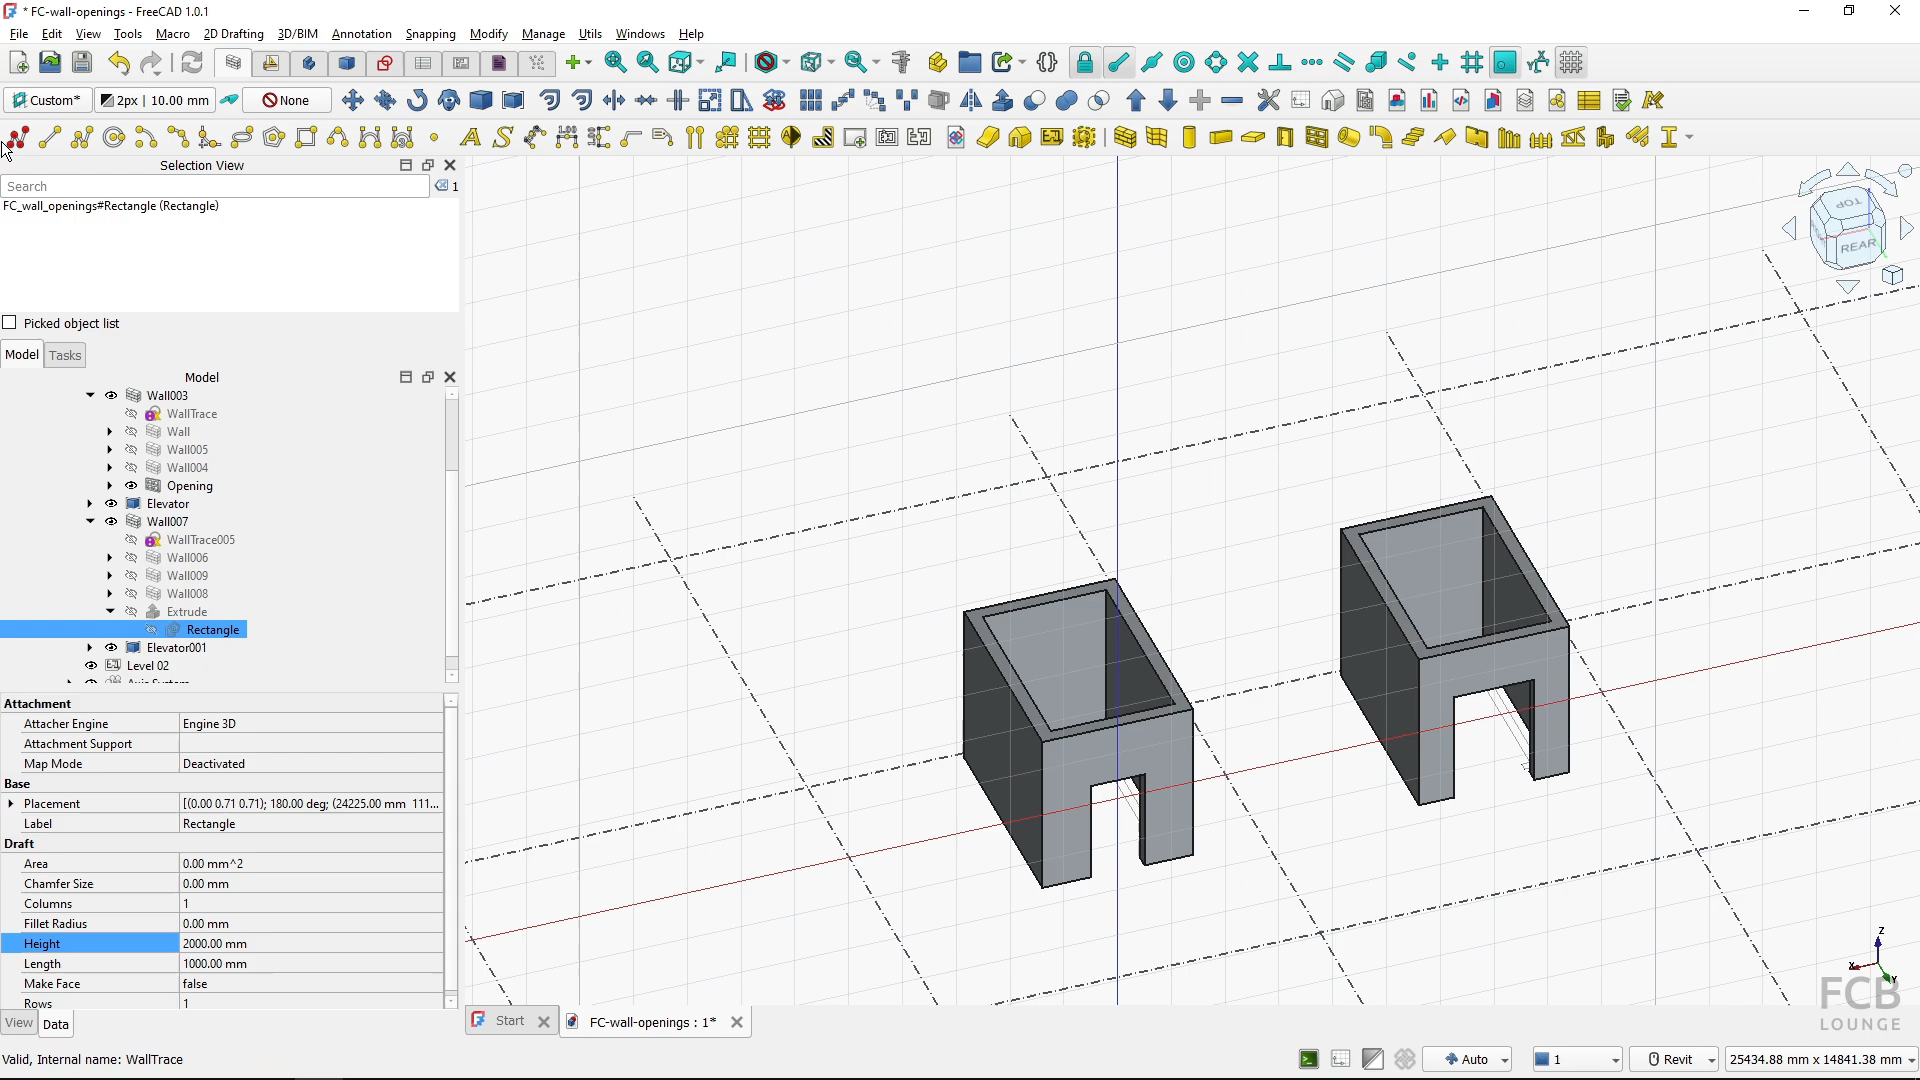 * FC-wall-openings - FreeCAD 1.0.1
File Edit View Tools Macro 2D Drafting 3D/BIM Annotation Snapping Modify Manage Utils Windows Help
Custom* 2px | 10.00 mm None
Selection View
Search 1
FC_wall_openings#Rectangle (Rectangle)
Picked object list
Model Tasks
Model
Wall003
WallTrace
Wall
Wall005
Wall004
Opening
Elevator
Wall007
WallTrace005
Wall006
Wall009
Wall008
Extrude
Rectangle
Elevator001
Level 02
Attachment
Attacher Engine Engine 3D
Attachment Support
Map Mode Deactivated
Base
Placement [(0.00 0.71 0.71); 180.00 deg; (24225.00 mm 111...
Label Rectangle
Draft
Area 0.00 mm^2
Chamfer Size 0.00 mm
Columns 1
Fillet Radius 0.00 mm
Height 2000.00 mm
Length 1000.00 mm
Make Face false
Rows 1
View Data
Start FC-wall-openings : 1*
Valid, Internal name: WallTrace
Auto 1 Revit 25434.88 mm x 14841.38 mm
TOP
REAR
Z
X
Y
FCB
LOUNGE